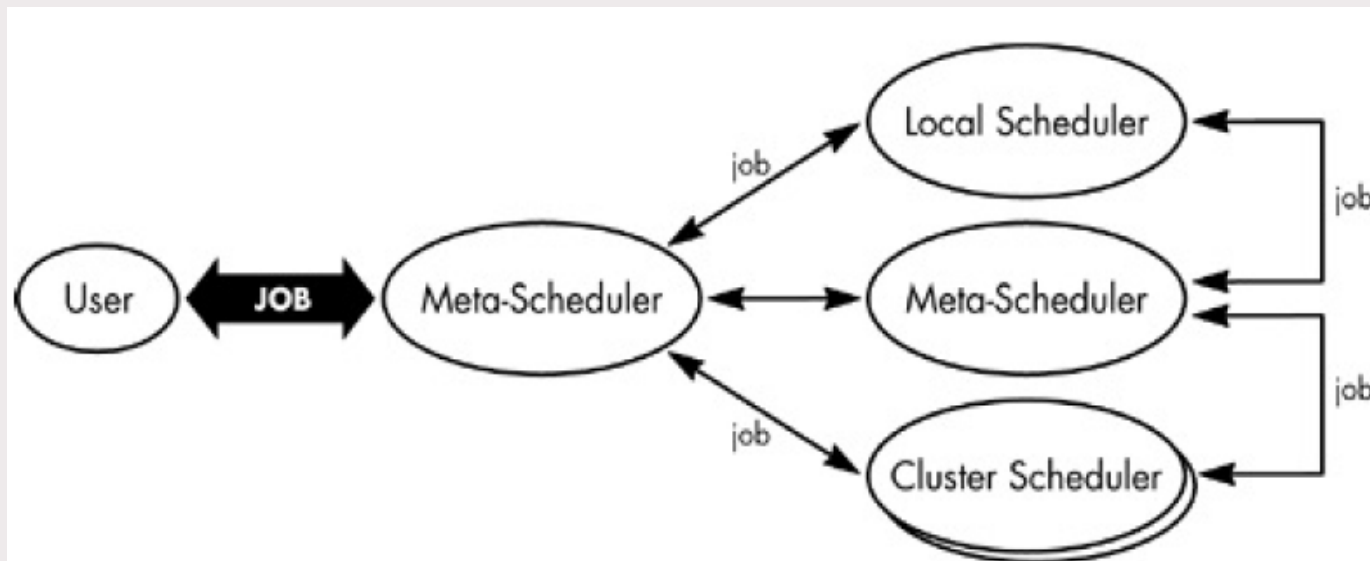 Local Scheduler
job
job
User
JOB
Meta-Scheduler
Meta-Scheduler
job
job
Cluster Scheduler